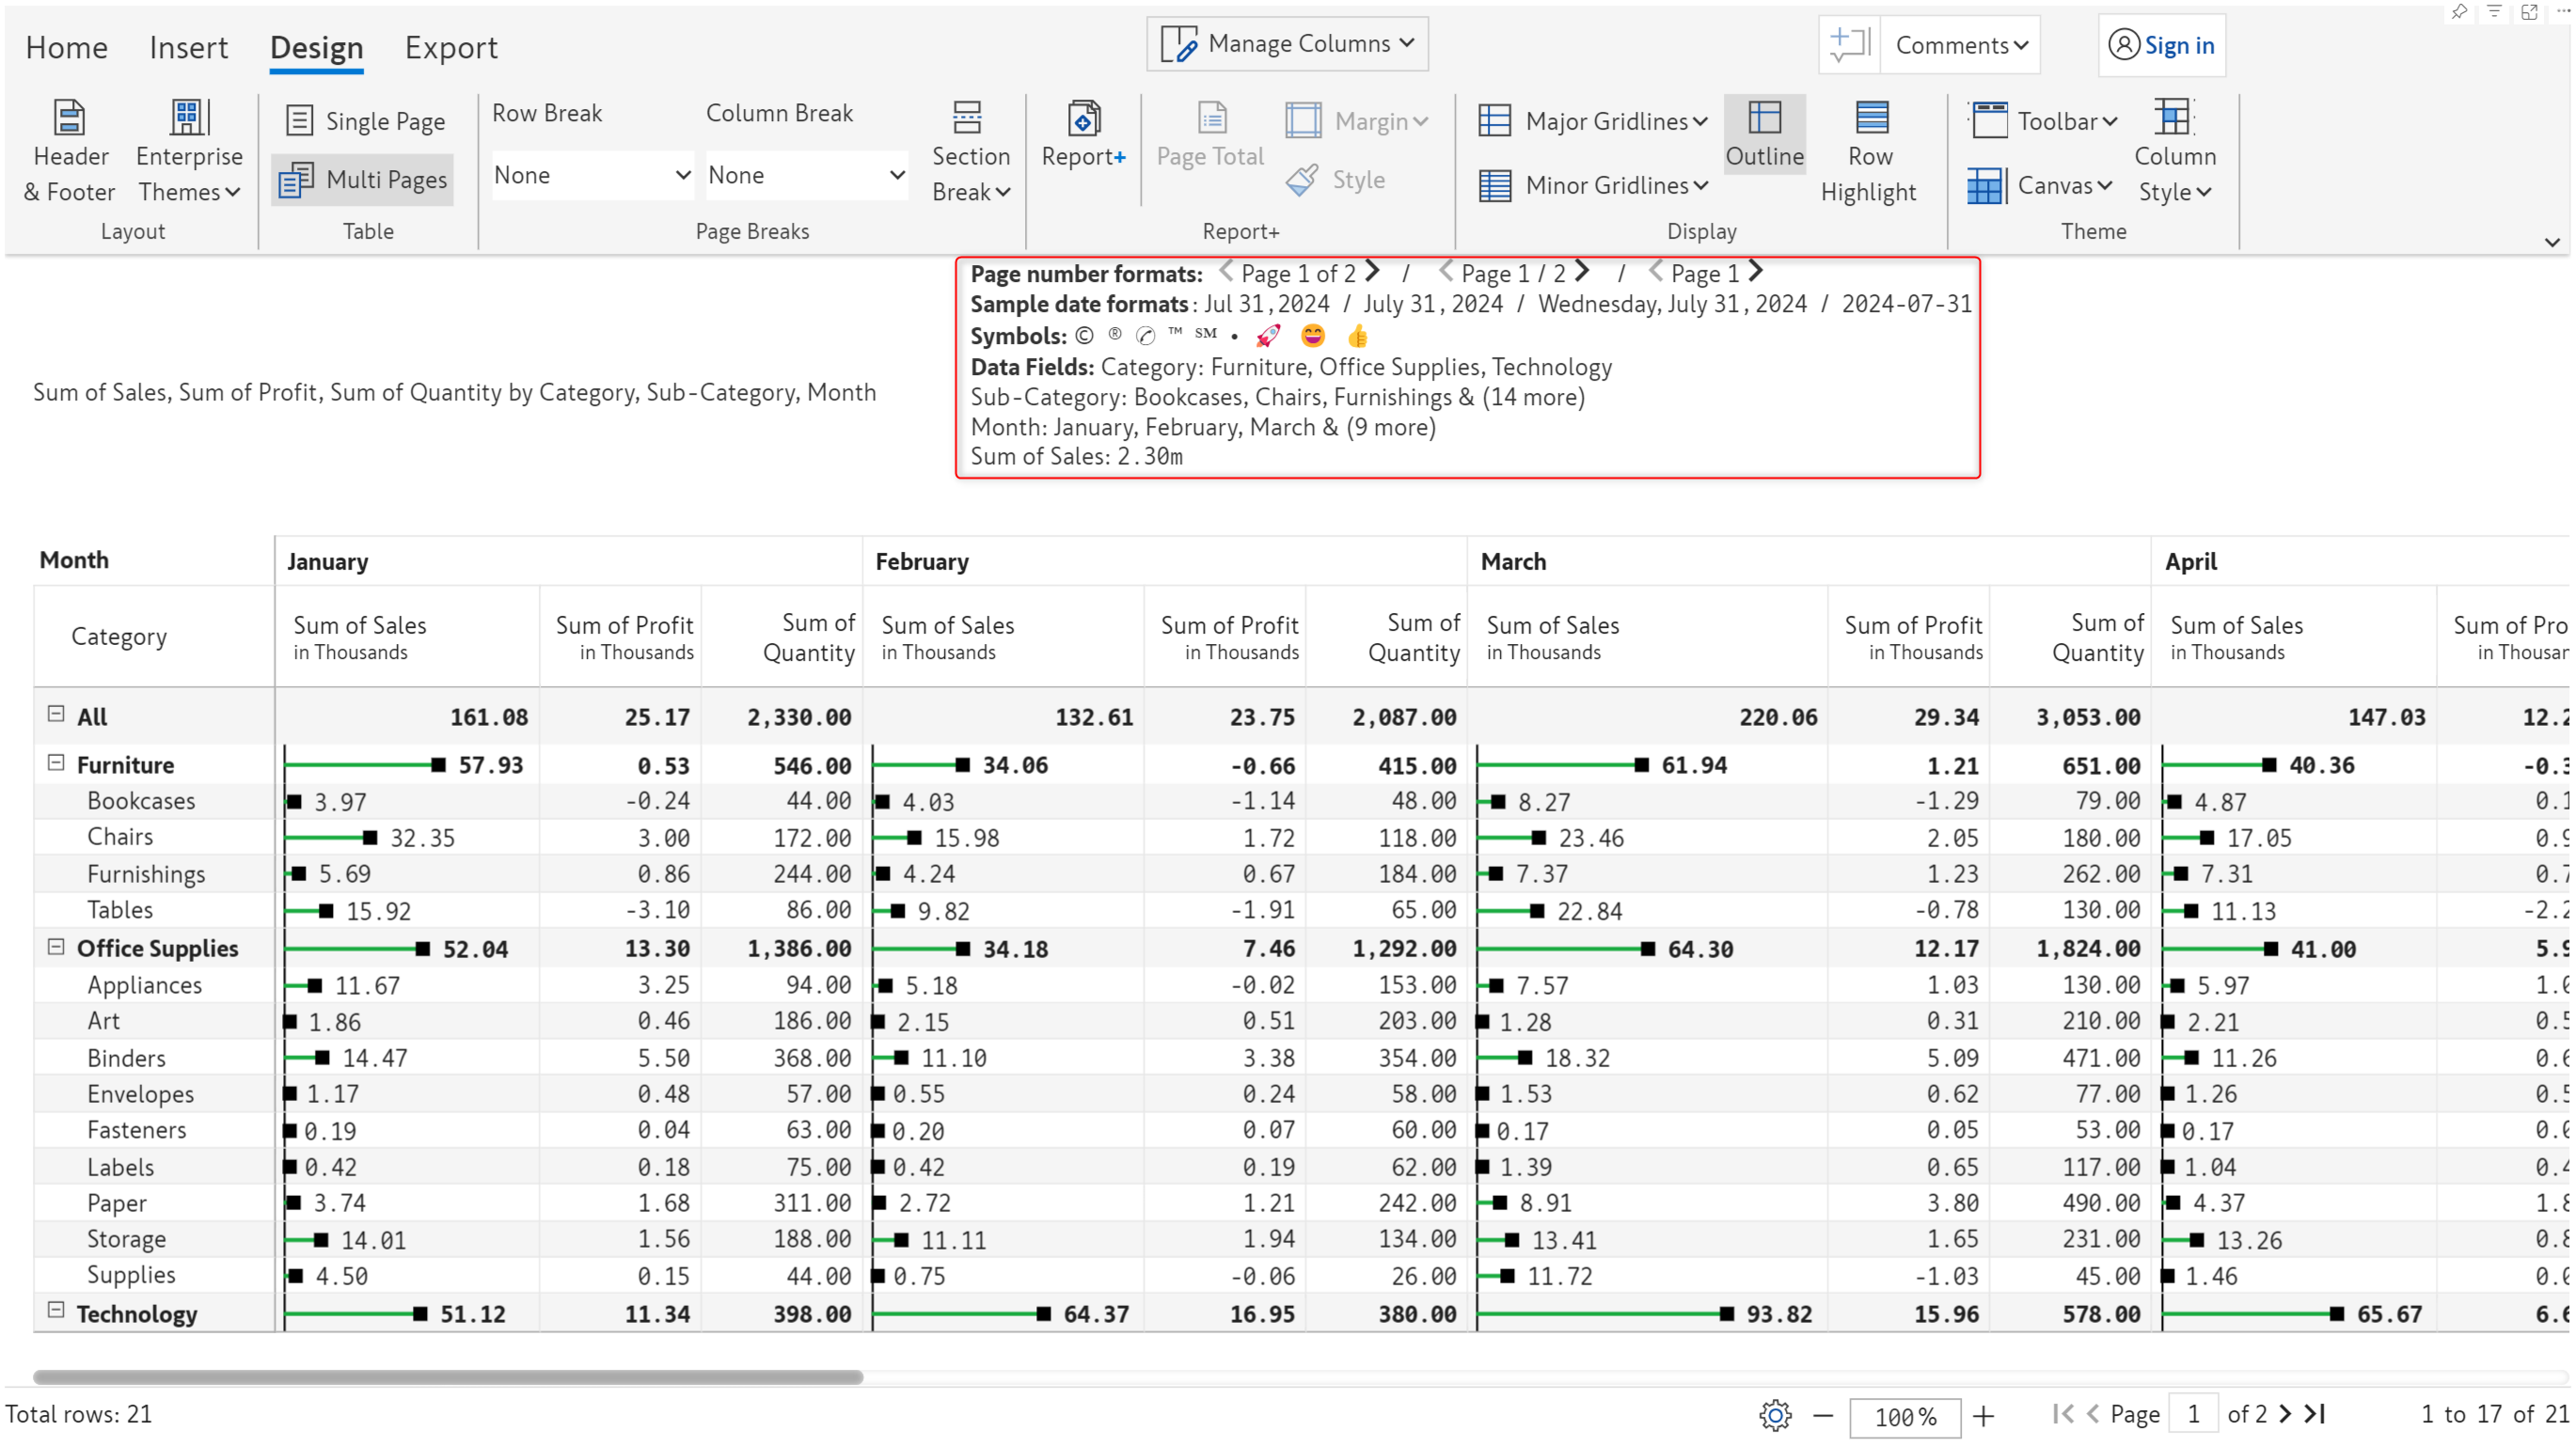 Home Insert Design Export Manage Columns Comments Sign in
Header & Footer Enterprise Themes Single Page Multi Pages Row Break None Column Break None Section Break Report+ Page Total Margin Style Major Gridlines Minor Gridlines Outline Row Highlight Toolbar Canvas Column Style
Layout Table Page Breaks Report+ Display Theme
Page number formats: < Page 1 of 2 > / < Page 1 / 2 > / < Page 1 >
Sample date formats: Jul 31, 2024 / July 31, 2024 / Wednesday, July 31, 2024 / 2024-07-31
Symbols: © ® ✆ ™ ℠ • 🚀 😄 👍
Data Fields: Category: Furniture, Office Supplies, Technology
Sub-Category: Bookcases, Chairs, Furnishings & (14 more)
Month: January, February, March & (9 more)
Sum of Sales: 2.30m
Sum of Sales, Sum of Profit, Sum of Quantity by Category, Sub-Category, Month
Month January February March April
Category Sum of Sales in Thousands Sum of Profit in Thousands Sum of Quantity Sum of Sales in Thousands Sum of Profit in Thousands Sum of Quantity Sum of Sales in Thousands Sum of Profit in Thousands Sum of Quantity Sum of Sales in Thousands Sum of Pro in Thousan
All 161.08 25.17 2,330.00 132.61 23.75 2,087.00 220.06 29.34 3,053.00 147.03 12.2
Furniture 57.93 0.53 546.00 34.06 -0.66 415.00 61.94 1.21 651.00 40.36 -0.3
Bookcases 3.97 -0.24 44.00 4.03 -1.14 48.00 8.27 -1.29 79.00 4.87 0.1
Chairs 32.35 3.00 172.00 15.98 1.72 118.00 23.46 2.05 180.00 17.05 0.9
Furnishings 5.69 0.86 244.00 4.24 0.67 184.00 7.37 1.23 262.00 7.31 0.7
Tables 15.92 -3.10 86.00 9.82 -1.91 65.00 22.84 -0.78 130.00 11.13 -2.2
Office Supplies 52.04 13.30 1,386.00 34.18 7.46 1,292.00 64.30 12.17 1,824.00 41.00 5.9
Appliances 11.67 3.25 94.00 5.18 -0.02 153.00 7.57 1.03 130.00 5.97 1.0
Art 1.86 0.46 186.00 2.15 0.51 203.00 1.28 0.31 210.00 2.21 0.5
Binders 14.47 5.50 368.00 11.10 3.38 354.00 18.32 5.09 471.00 11.26 0.6
Envelopes 1.17 0.48 57.00 0.55 0.24 58.00 1.53 0.62 77.00 1.26 0.5
Fasteners 0.19 0.04 63.00 0.20 0.07 60.00 0.17 0.05 53.00 0.17 0.0
Labels 0.42 0.18 75.00 0.42 0.19 62.00 1.39 0.65 117.00 1.04 0.4
Paper 3.74 1.68 311.00 2.72 1.21 242.00 8.91 3.80 490.00 4.37 1.8
Storage 14.01 1.56 188.00 11.11 1.94 134.00 13.41 1.65 231.00 13.26 0.8
Supplies 4.50 0.15 44.00 0.75 -0.06 26.00 11.72 -1.03 45.00 1.46 0.0
Technology 51.12 11.34 398.00 64.37 16.95 380.00 93.82 15.96 578.00 65.67 6.6
Total rows: 21 100% Page 1 of 2 1 to 17 of 21